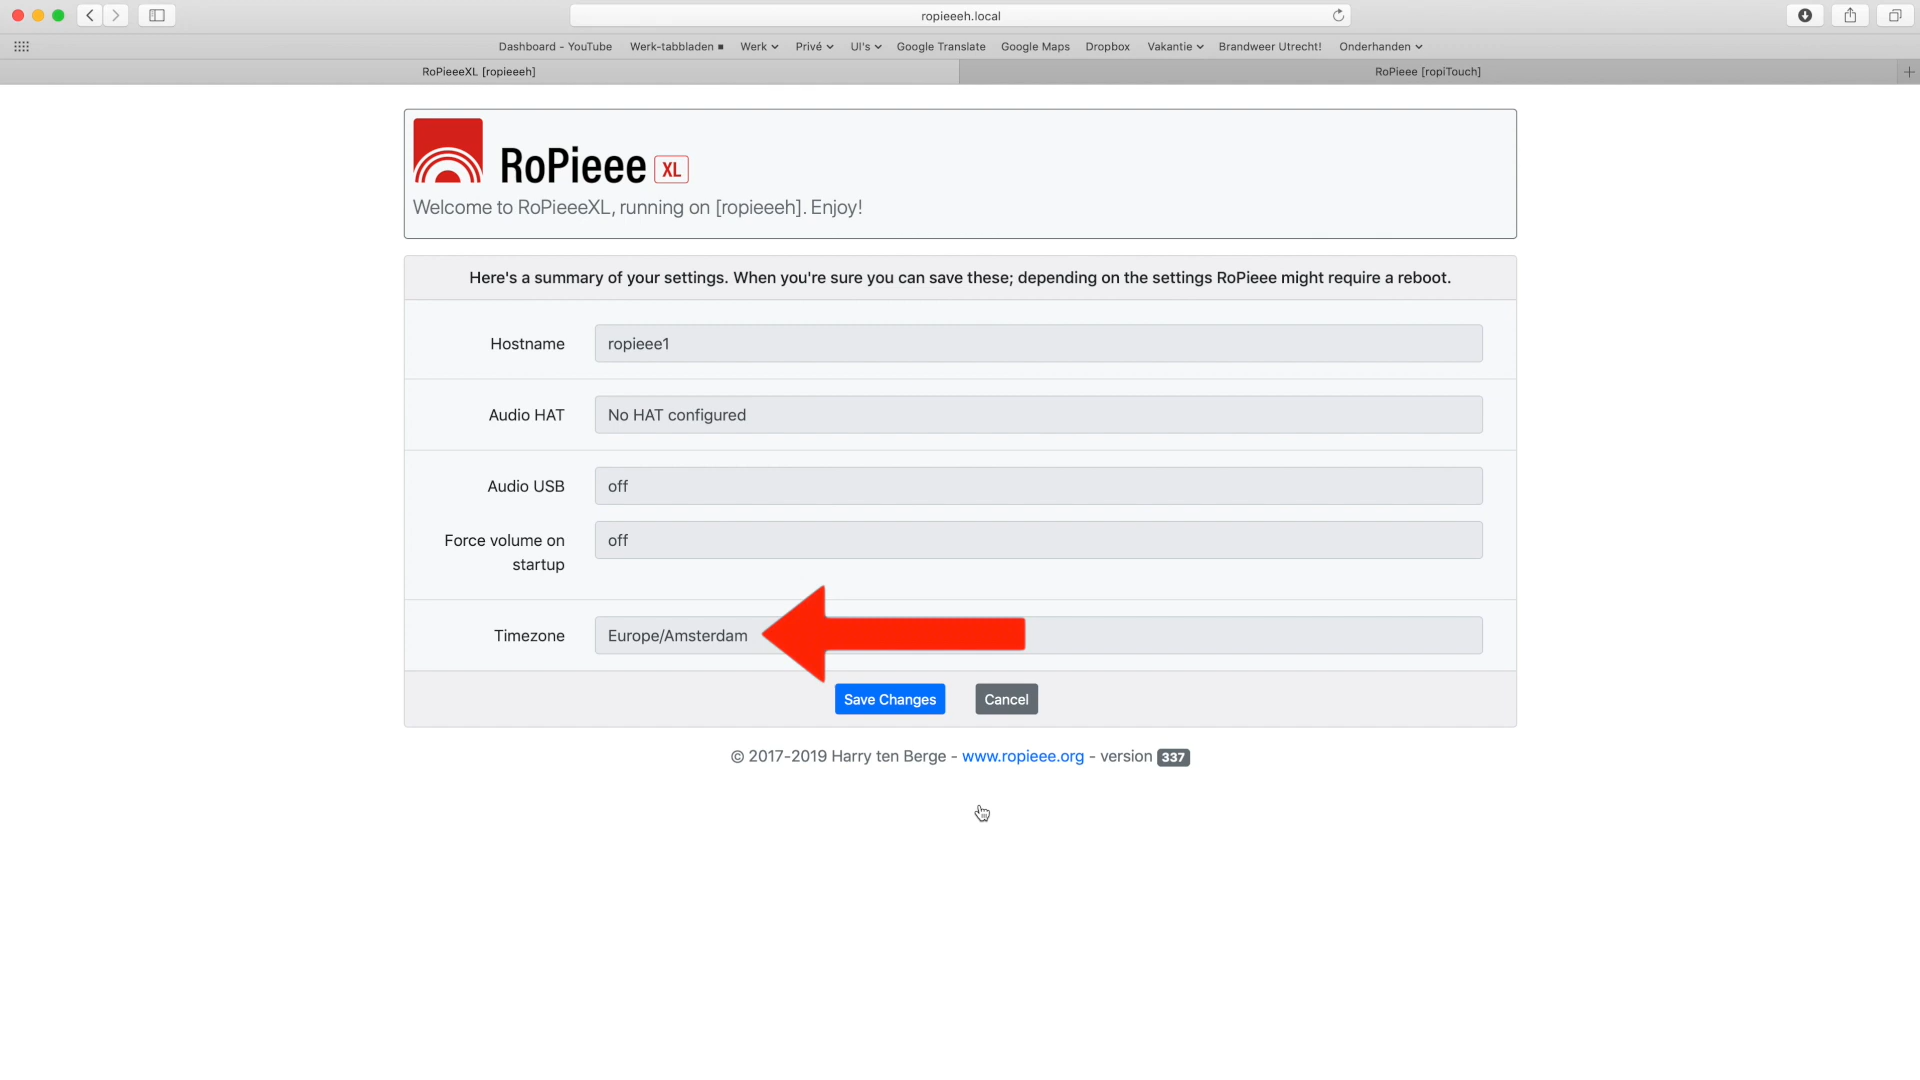 ropieeeh.local
Dashboard - YouTube Werk-tabbladen Werk Privé UI's Google Translate Google Maps Dropbox Vakantie Brandweer Utrecht! Onderhanden
RoPieeeXL [ropieeeh] RoPieee [ropiTouch]
RoPieee XL
Welcome to RoPieeeXL, running on [ropieeeh]. Enjoy!
Here's a summary of your settings. When you're sure you can save these; depending on the settings RoPieee might require a reboot.
Hostname ropieee1
Audio HAT No HAT configured
Audio USB off
Force volume on startup off
Timezone Europe/Amsterdam
Save Changes Cancel
© 2017-2019 Harry ten Berge - www.ropieee.org - version 337